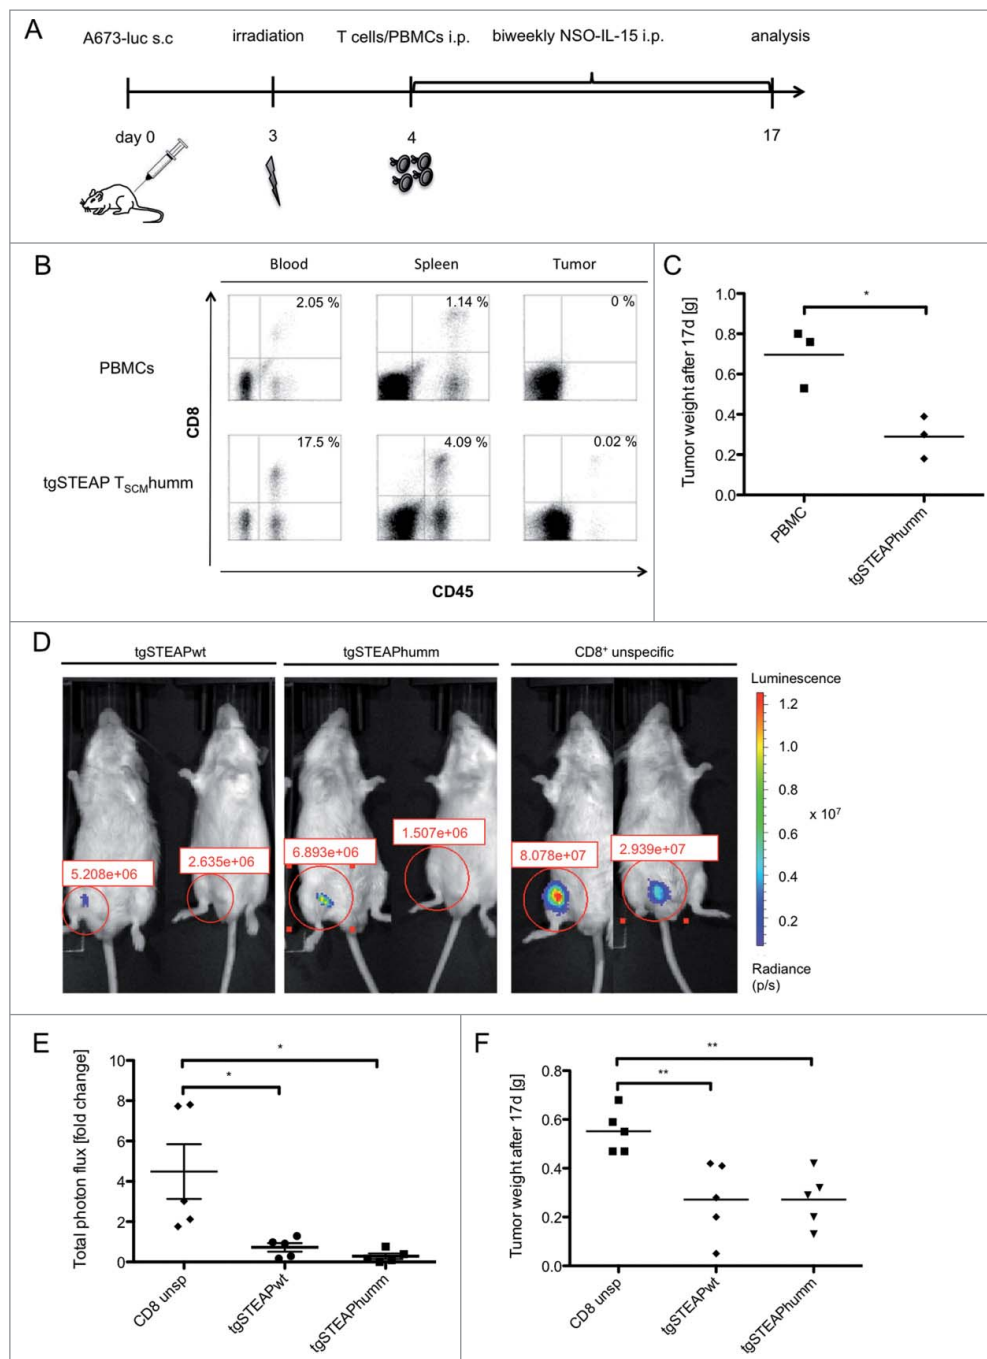 A
A673-luc s.c irradiation T cells/PBMCs i.p. biweekly NSO-IL-15 i.p. analysis
day 0 3 4 17
B
Blood Spleen Tumor
2.05 % 1.14 % 0 %
PBMCs
CD8
17.5 % 4.09 % 0.02 %
tgSTEAP TSCMhumm
CD45
C
*
Tumor weight after 17d [g]
1.0
0.8
0.6
0.4
0.2
0.0
PBMC
tgSTEAPhumm
D
tgSTEAPwt tgSTEAPhumm CD8⁺ unspecific
5.208e+06
2.635e+06
6.893e+06
1.507e+06
8.078e+07
2.939e+07
Luminescence
1.2
1.0
0.8
x 10⁷
0.6
0.4
0.2
Radiance
(p/s)
E
*
*
Total photon flux [fold change]
10
8
6
4
2
0
CD8 unsp
tgSTEAPwt
tgSTEAPhumm
F
**
**
Tumor weight after 17d [g]
0.8
0.6
0.4
0.2
0.0
CD8 unsp
tgSTEAPwt
tgSTEAPhumm